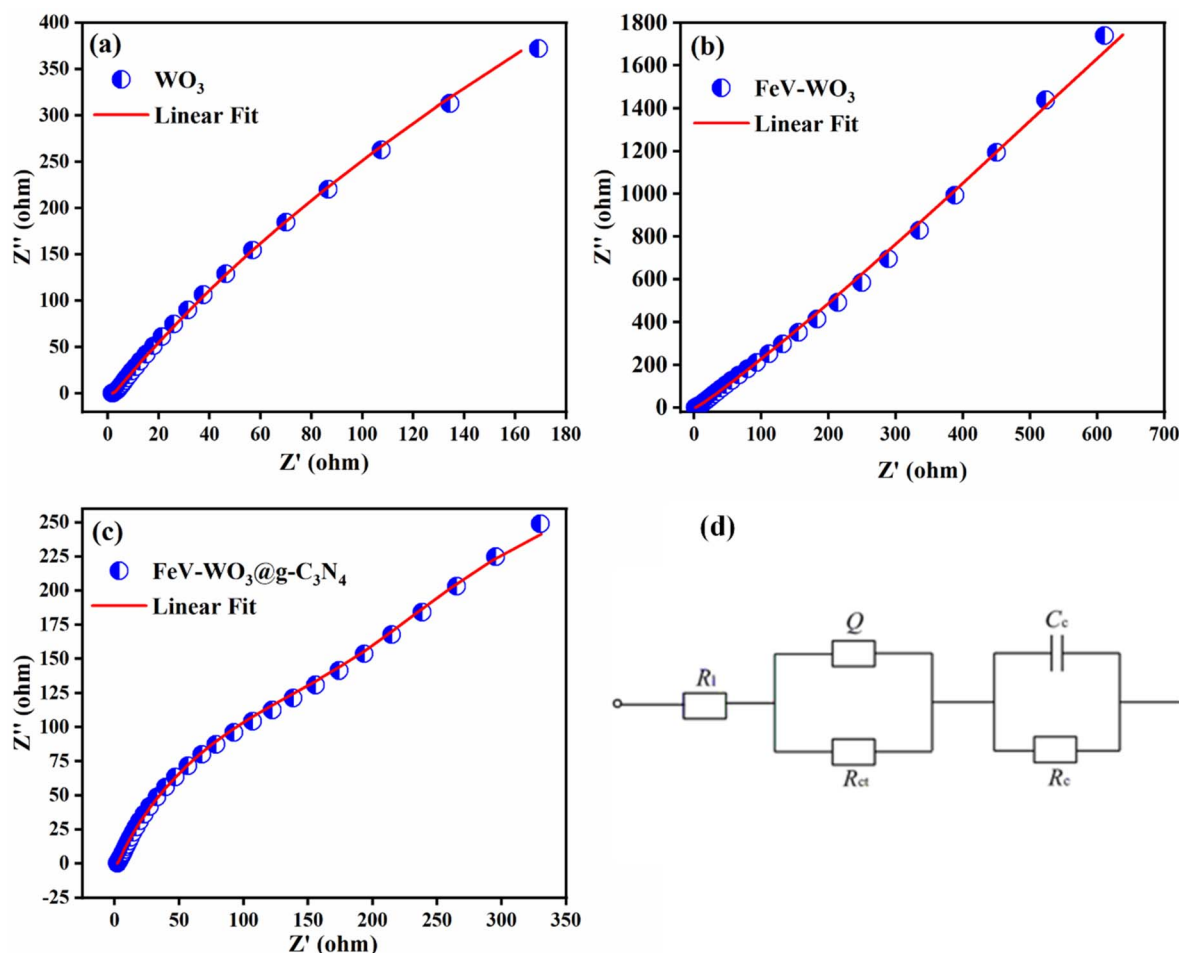 (a)
WO₃
Linear Fit
400
350
300
250
200
150
100
50
0
Z'' (ohm)
0 20 40 60 80 100 120 140 160 180
Z' (ohm)
(b)
FeV-WO₃
Linear Fit
1800
1600
1400
1200
1000
800
600
400
200
0
Z'' (ohm)
0 100 200 300 400 500 600 700
Z' (ohm)
(c)
FeV-WO₃@g-C₃N₄
Linear Fit
250
225
200
175
150
125
100
75
50
25
0
-25
Z'' (ohm)
0 50 100 150 200 250 300 350
Z' (ohm)
(d)
R₁
Q
Rct
Cc
Rc